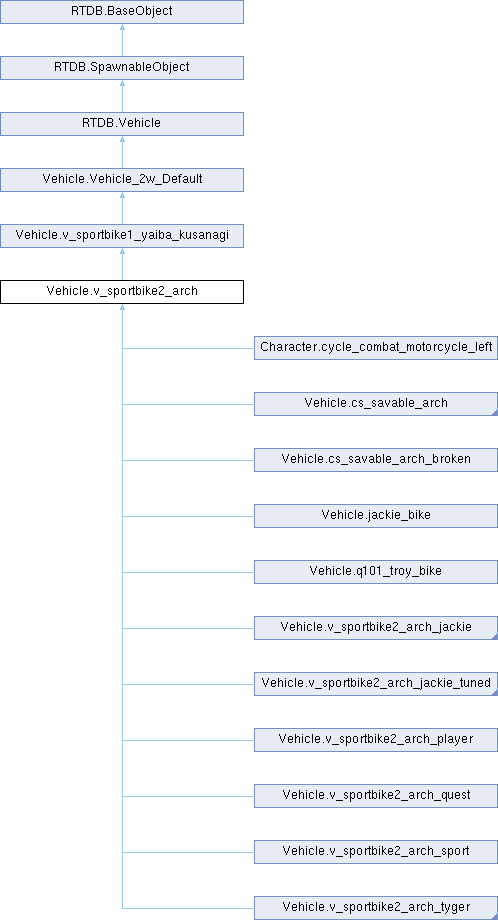 RTDB.BaseObject
RTDB.SpawnableObject
RTDB.Vehicle
Vehicle.Vehicle_2w_Default
Vehicle.v_sportbike1_yaiba_kusanagi
Vehicle.v_sportbike2_arch
Character.cycle_combat_motorcycle_left
Vehicle.cs_savable_arch
Vehicle.cs_savable_arch_broken
Vehicle.jackie_bike
Vehicle.q101_troy_bike
Vehicle.v_sportbike2_arch_jackie
Vehicle.v_sportbike2_arch_jackie_tuned
Vehicle.v_sportbike2_arch_player
Vehicle.v_sportbike2_arch_quest
Vehicle.v_sportbike2_arch_sport
Vehicle.v_sportbike2_arch_tyger